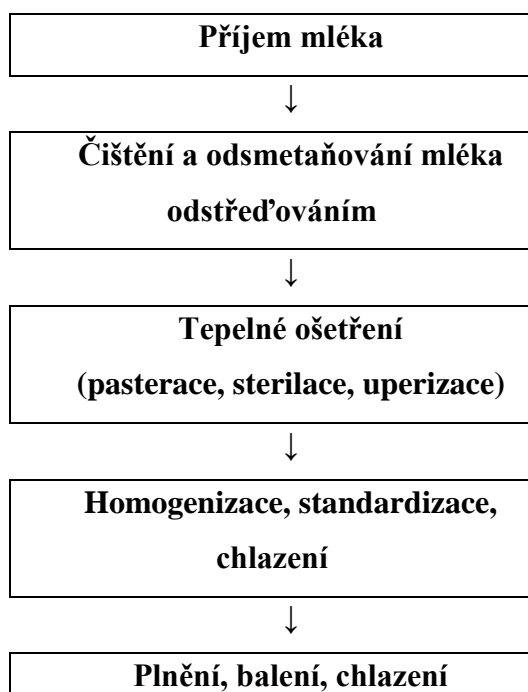 Příjem mléka
↓
Čištění a odsmetaňování mléka
odstřeďováním
↓
Tepelné ošetření
(pasterace, sterilace, uperizace)
↓
Homogenizace, standardizace,
chlazení
↓
Plnění, balení, chlazení